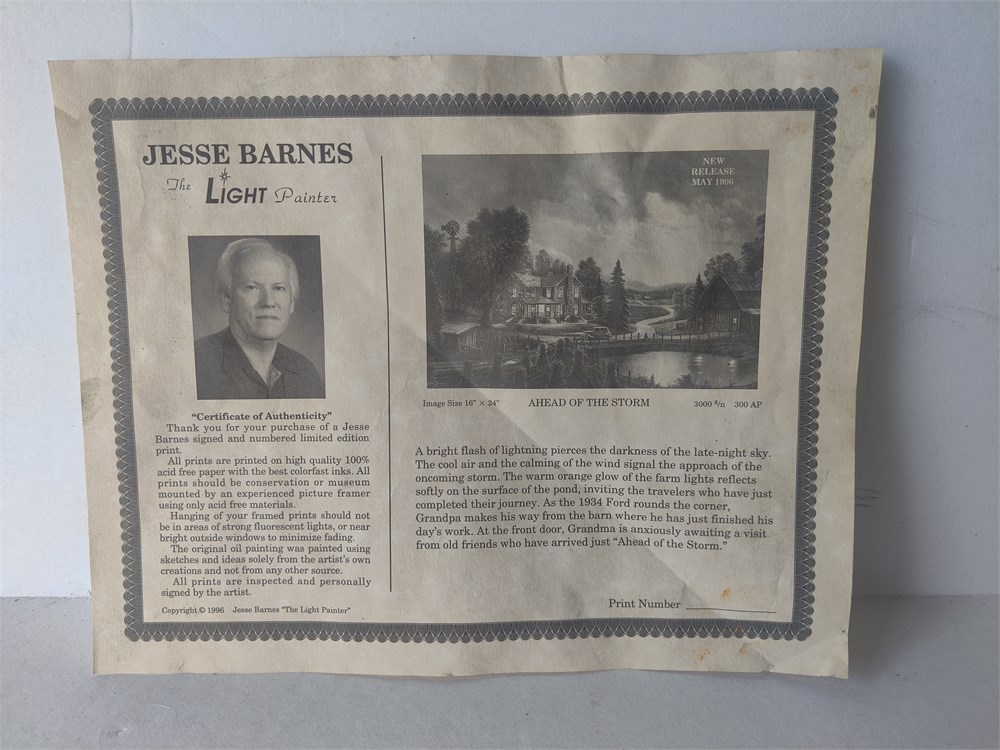 JESSE BARNES
The LIGHT Painter
"Certificate of Authenticity"
Thank you for your purchase of a Jesse
Barnes signed and numbered limited edition
print.
All prints are printed on high quality 100%
acid free paper with the best colorfast inks. All
prints should be conservation or museum
mounted by an experienced picture framer
using only acid free materials.
Hanging of your framed prints should not
be in areas of strong fluorescent lights, or near
bright outside windows to minimize fading.
The original oil painting was painted using
sketches and ideas solely from the artist's own
creations and not from any other source.
All prints are inspected and personally
signed by the artist.
Copyright © 1996 Jesse Barnes "The Light Painter"
NEW
RELEASE
MAY 1996
Image Size 16" × 24" AHEAD OF THE STORM 3000 s/n 300 AP
A bright flash of lightning pierces the darkness of the late-night sky.
The cool air and the calming of the wind signal the approach of the
oncoming storm. The warm orange glow of the farm lights reflects
softly on the surface of the pond, inviting the travelers who have just
completed their journey. As the 1934 Ford rounds the corner,
Grandpa makes his way from the barn where he has just finished his
day's work. At the front door, Grandma is anxiously awaiting a visit
from old friends who have arrived just "Ahead of the Storm."
Print Number